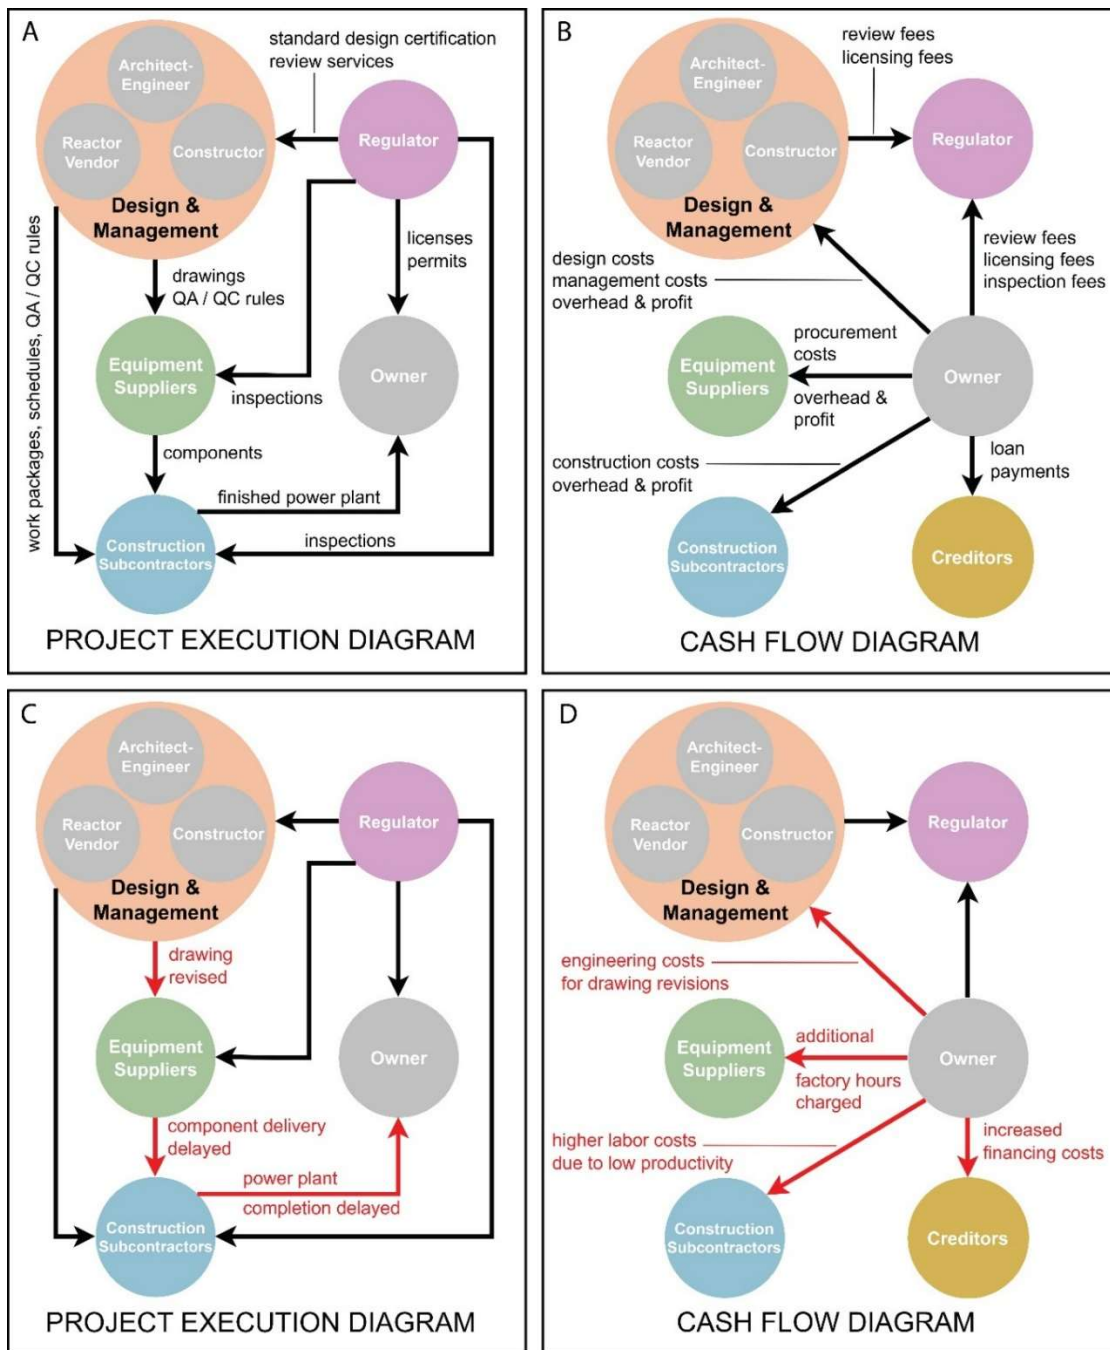 A
Architect-
Engineer
Reactor
Vendor
Constructor
Design &
Management
standard design certification
review services
Regulator
licenses
permits
drawings
QA / QC rules
work packages, schedules, QA / QC rules
Equipment
Suppliers
inspections
Owner
components
finished power plant
Construction
Subcontractors
inspections
PROJECT EXECUTION DIAGRAM
B
Architect-
Engineer
Reactor
Vendor
Constructor
Design &
Management
review fees
licensing fees
Regulator
review fees
licensing fees
inspection fees
design costs
management costs
overhead & profit
Equipment
Suppliers
procurement
costs
overhead &
profit
Owner
construction costs
overhead & profit
loan
payments
Construction
Subcontractors
Creditors
CASH FLOW DIAGRAM
C
Architect-
Engineer
Reactor
Vendor
Constructor
Design &
Management
Regulator
drawing
revised
Equipment
Suppliers
Owner
component delivery
delayed
power plant
completion delayed
Construction
Subcontractors
PROJECT EXECUTION DIAGRAM
D
Architect-
Engineer
Reactor
Vendor
Constructor
Design &
Management
Regulator
engineering costs
for drawing revisions
Equipment
Suppliers
additional
factory hours
charged
Owner
higher labor costs
due to low productivity
increased
financing costs
Construction
Subcontractors
Creditors
CASH FLOW DIAGRAM